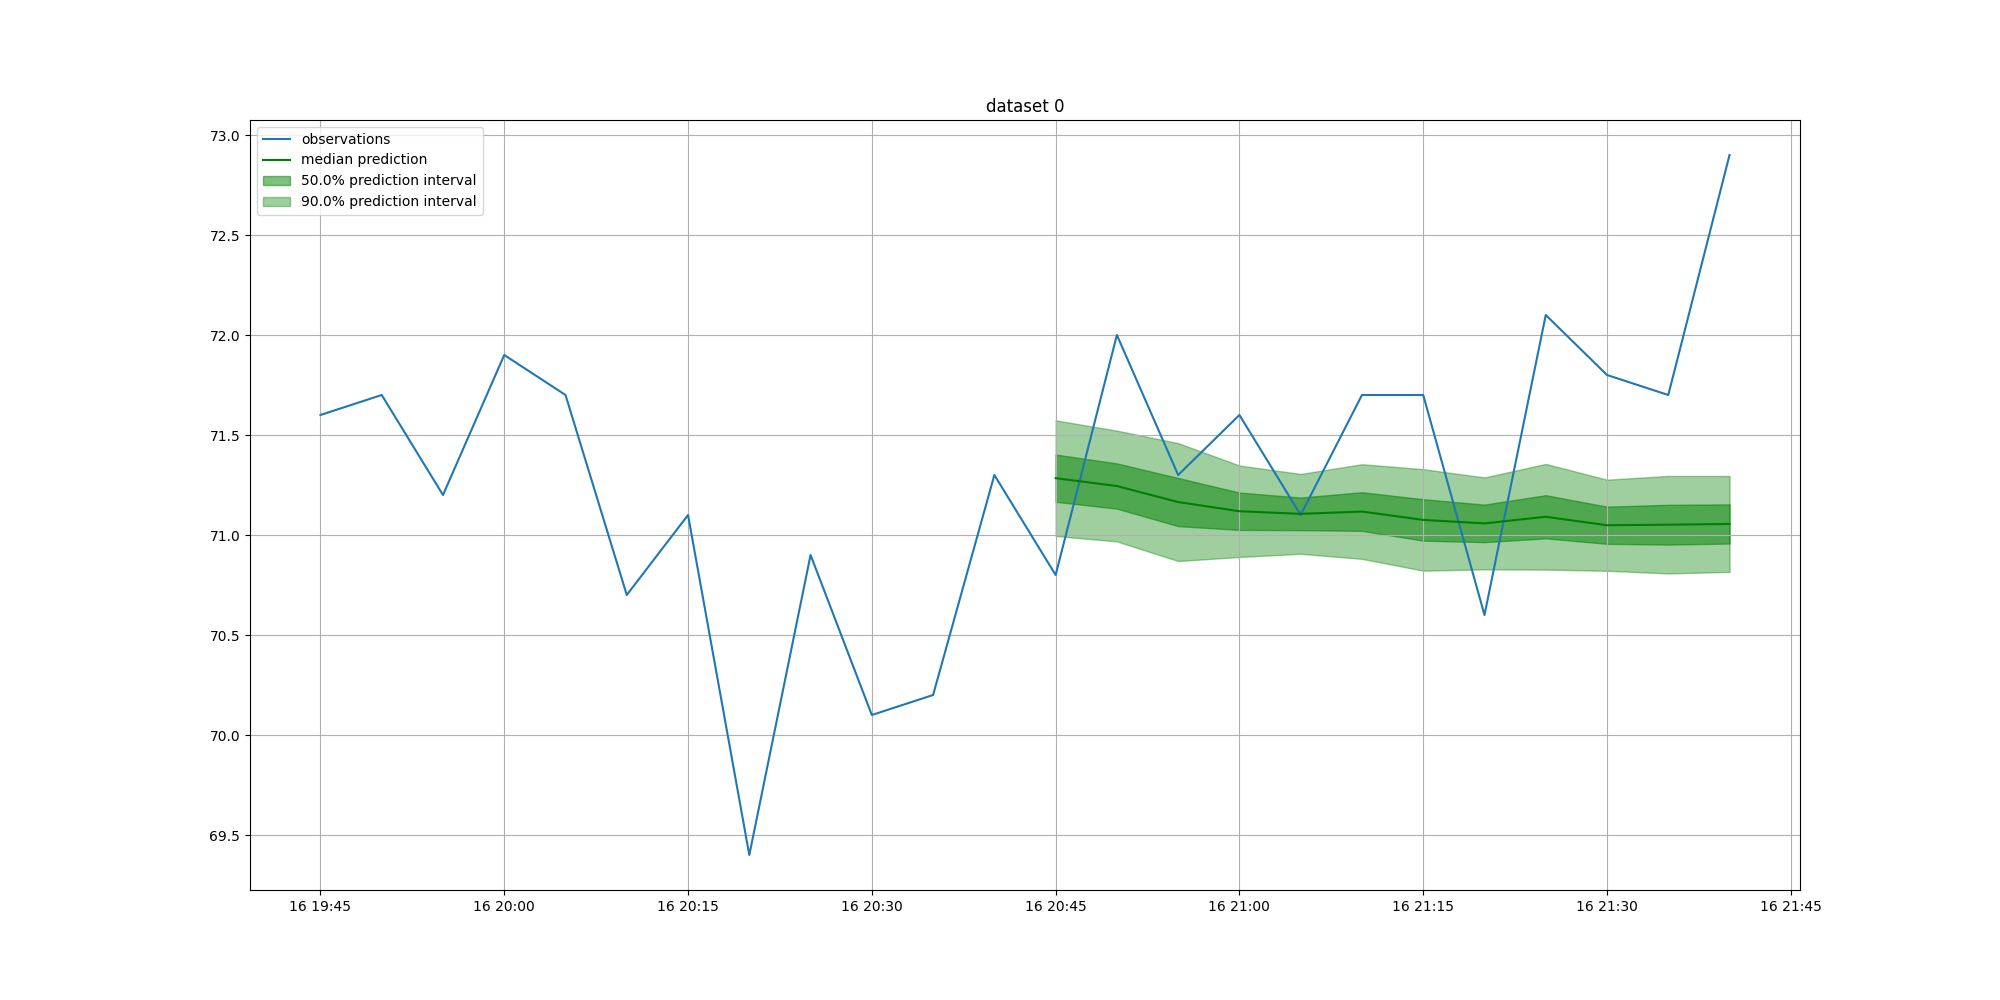 dataset 0
observations
median prediction
50.0% prediction interval
90.0% prediction interval
73.0
72.5
72.0
71.5
71.0
70.5
70.0
69.5
16 19:45 16 20:00 16 20:15 16 20:30 16 20:45 16 21:00 16 21:15 16 21:30 16 21:45